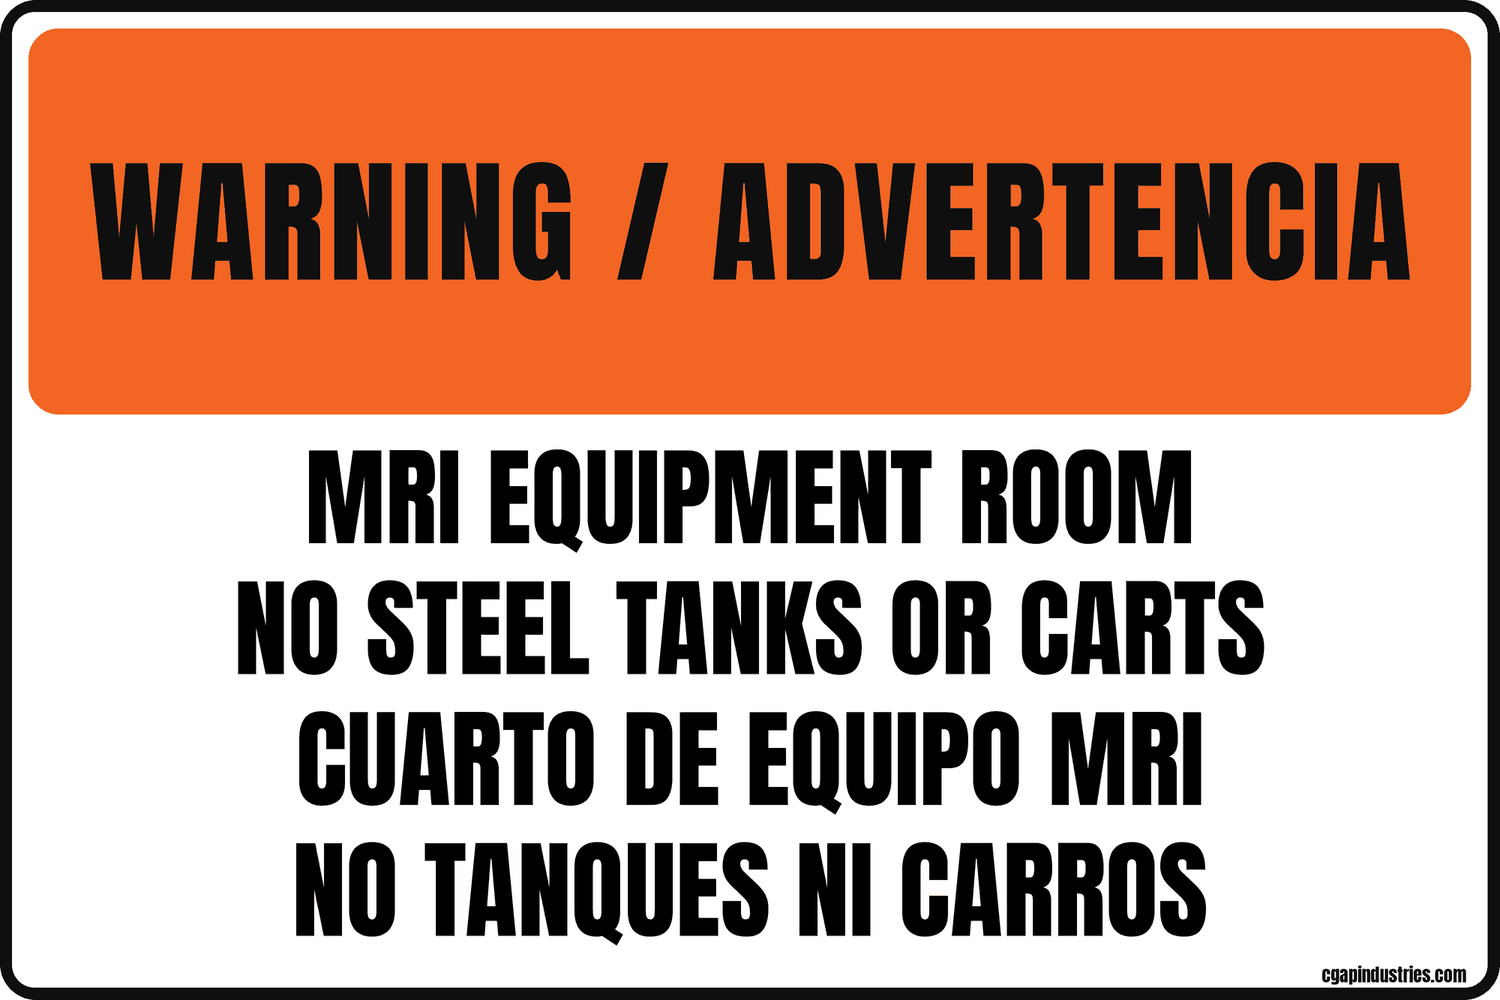 WARNING / ADVERTENCIA
MRI EQUIPMENT ROOM
NO STEEL TANKS OR CARTS
CUARTO DE EQUIPO MRI
NO TANQUES NI CARROS
cgapindustries.com